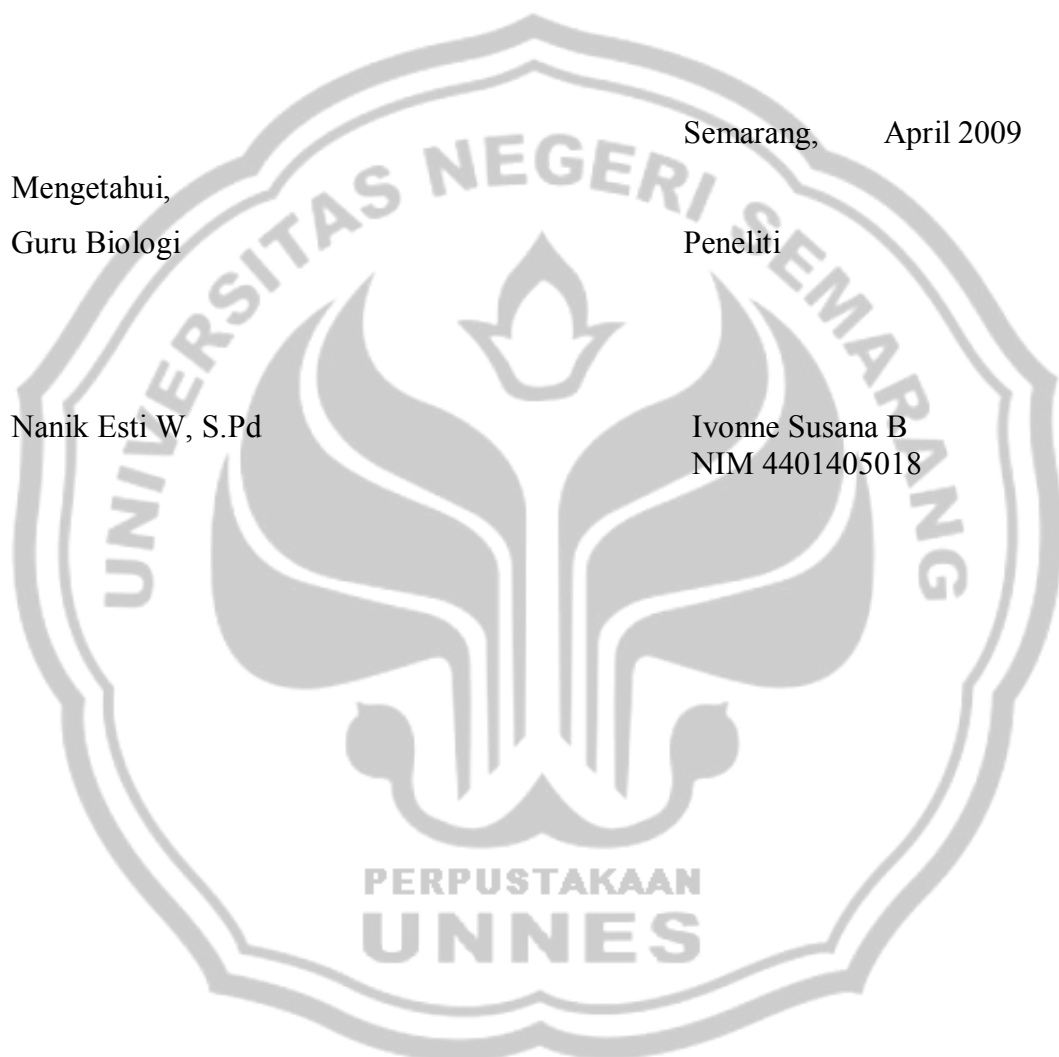 Semarang, April 2009
Mengetahui,
Guru Biologi Peneliti
Nanik Esti W, S.Pd Ivonne Susana B
NIM 4401405018
UNIVERSITAS NEGERI SEMARANG
PERPUSTAKAAN
UNNES